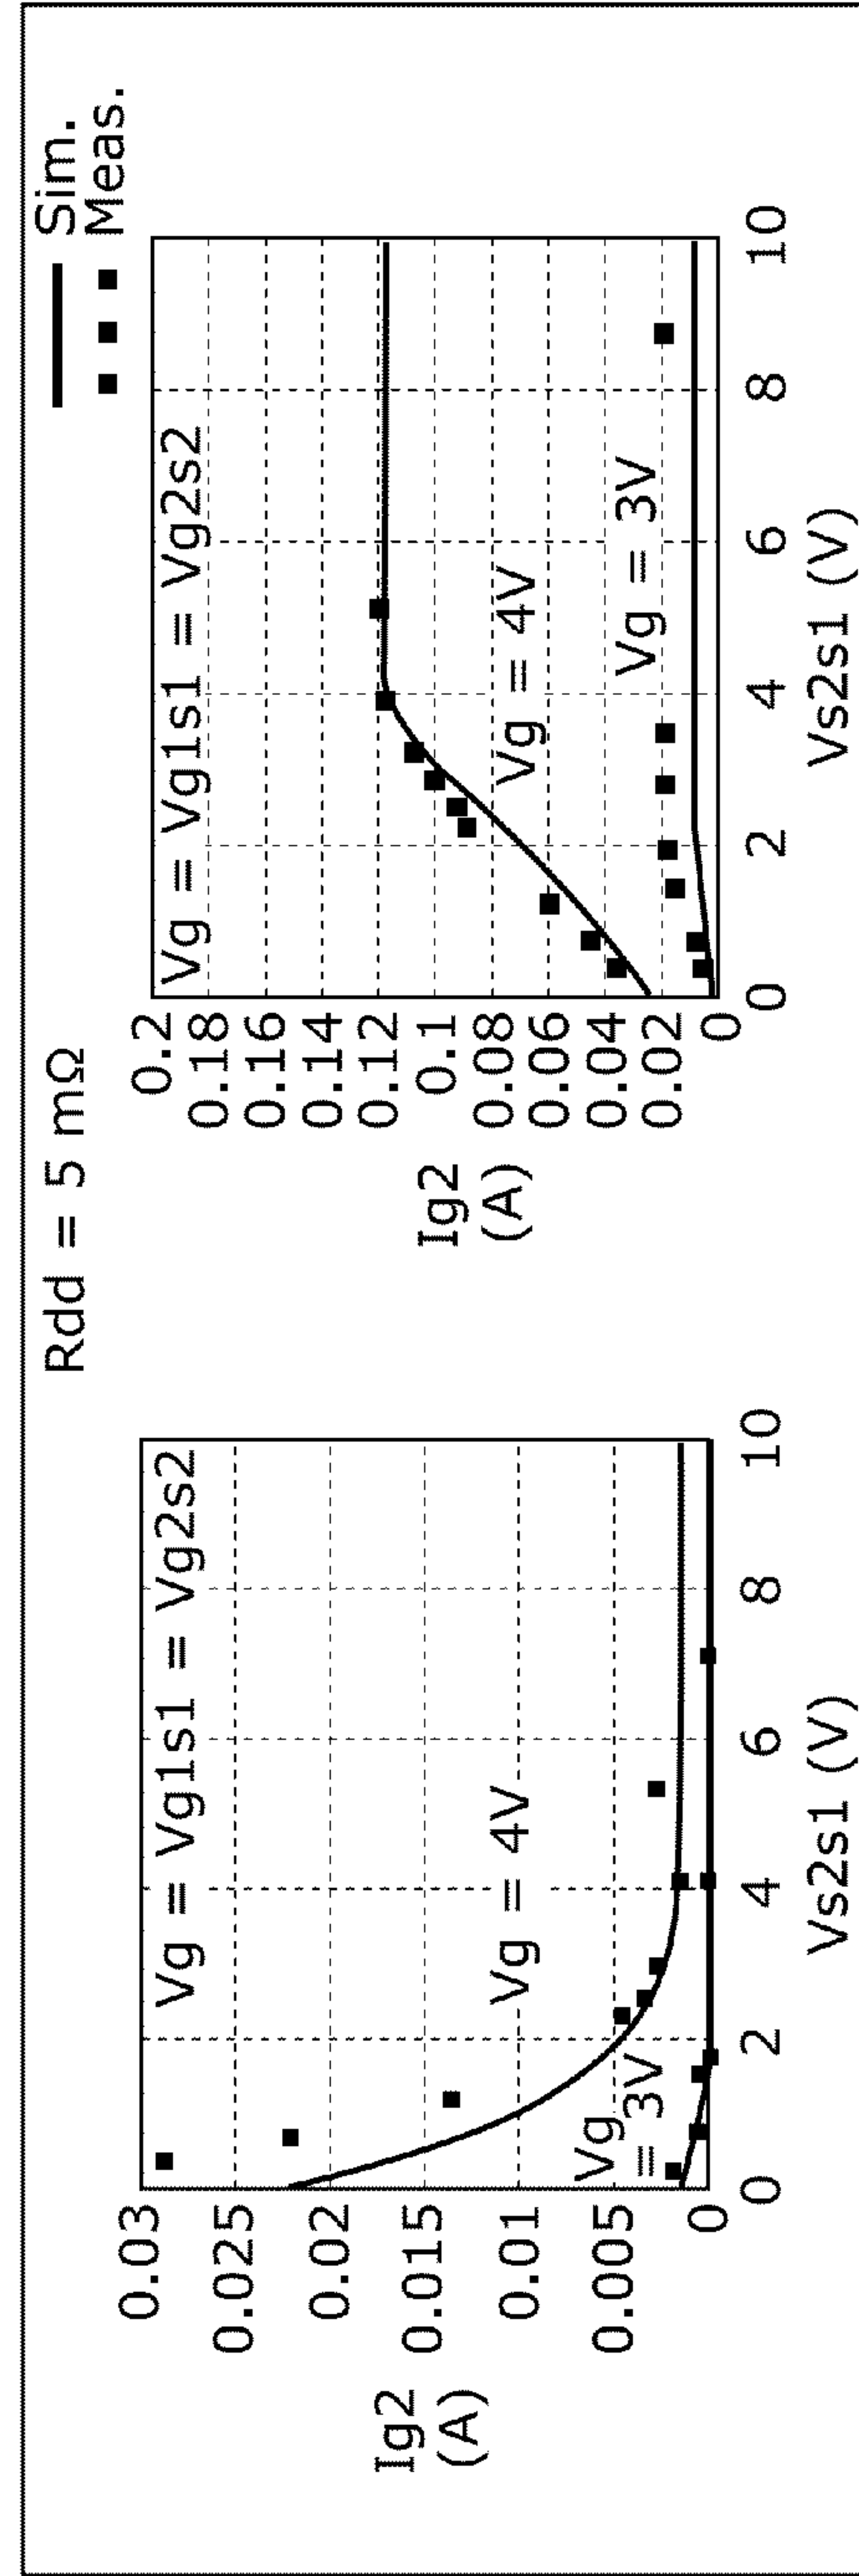 Rdd = 5 mΩ
Sim.
Meas.
Vg = Vg1s1 = Vg2s2
0.03
0.025
0.02
0.015
0.01
0.005
0
Ig2
(A)
Vg = 4V
Vg
= 3V
0 2 4 6 8 10
Vs2s1 (V)
Vg = Vg1s1 = Vg2s2
0.2
0.18
0.16
0.14
0.12
0.1
0.08
0.06
0.04
0.02
0
Ig2
(A)
Vg = 4V
Vg = 3V
0 2 4 6 8 10
Vs2s1 (V)